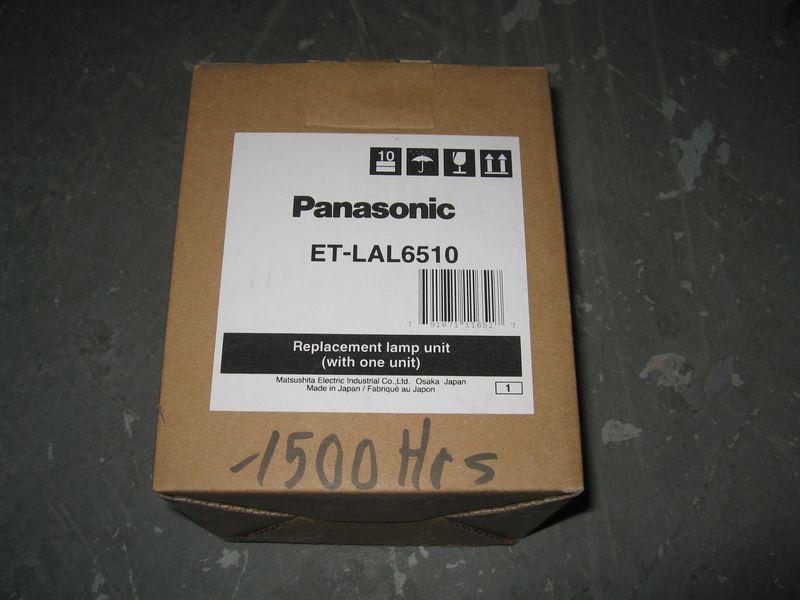 10
Panasonic
ET-LAL6510
7 91871 11651 7
Replacement lamp unit
(with one unit)
Matsushita Electric Industrial Co.,Ltd. Osaka Japan
Made in Japan / Fabriqué au Japon
1
~1500 Hrs